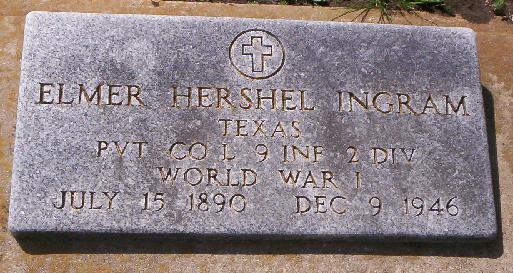 ELMER HERSHEL INGRAM
TEXAS
PVT CO L 9 INF 2 DIV
WORLD WAR I
JULY 15 1890 DEC 9 1946